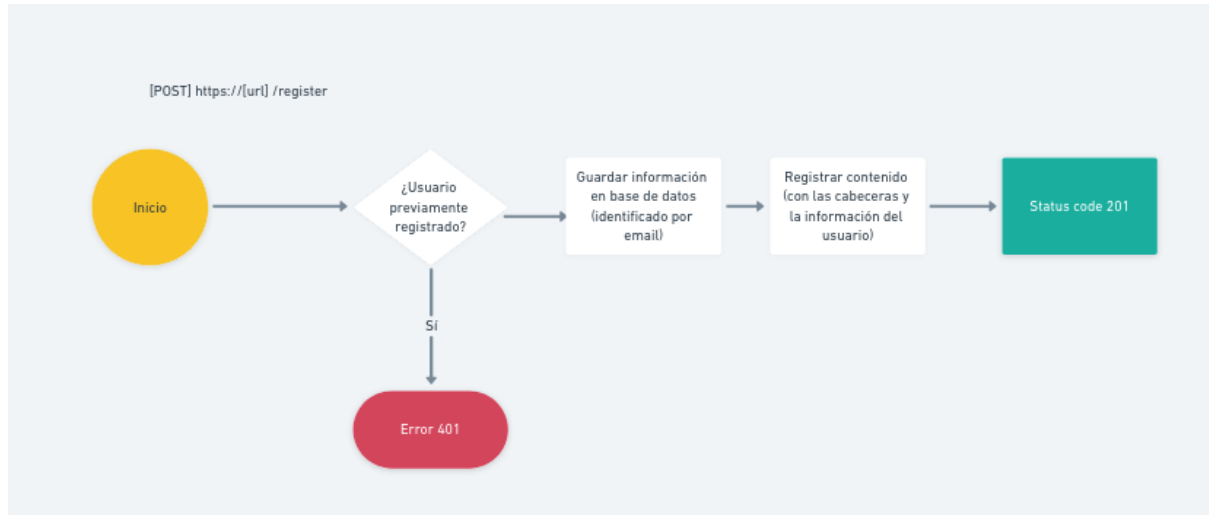 [POST] https://[url] /register
Inicio
¿Usuario
previamente
registrado?
Guardar información
en base de datos
(identificado por
email)
Registrar contenido
(con las cabeceras y
la información del
usuario)
Status code 201
Sí
Error 401